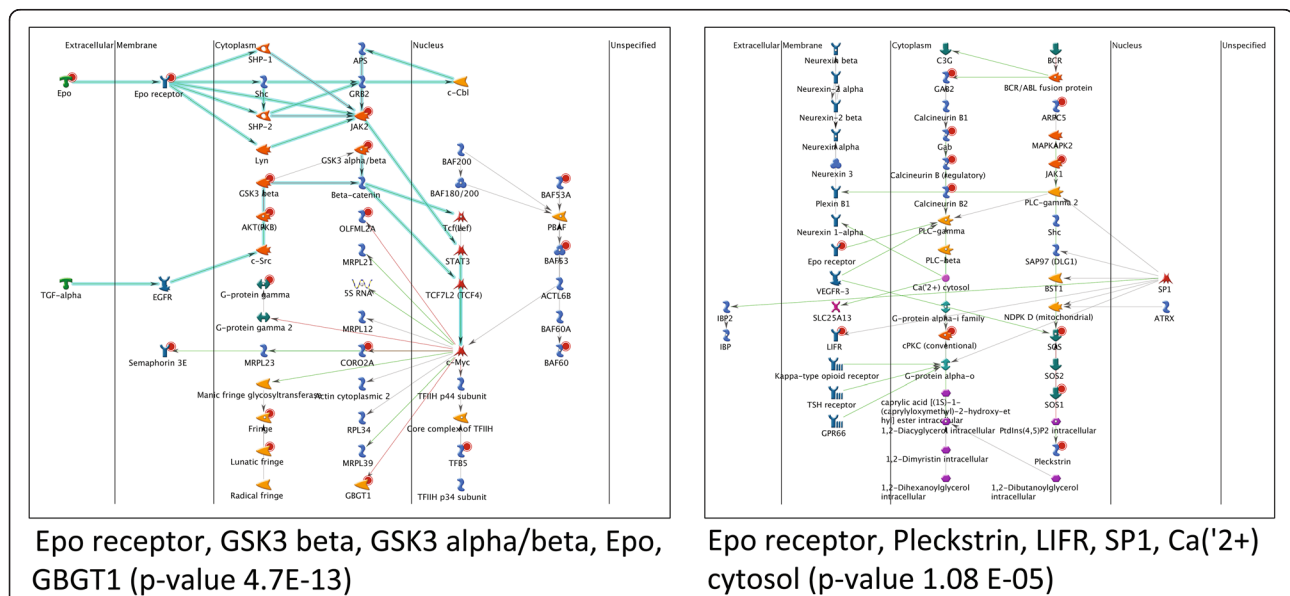 Extracellular Membrane Cytoplasm Nucleus Unspecified
SHP-1 APS
Epo Epo receptor Shc GRB2 c-Cbl
SHP-2 JAK2
Lyn GSK3 alpha/beta BAF200
GSK3 beta Beta-catenin BAF180/200 BAF53A
AKT(PKB) OLFML2A Tcf(Lef) PBAF
c-Src MRPL21 STAT3 BAF53
TGF-alpha EGFR G-protein gamma 5S RNA TCF7L2 (TCF4) ACTL6B
G-protein gamma 2 MRPL12 BAF60A
Semaphorin 3E MRPL23 CORO2A c-Myc BAF60
Manic fringe glycosyltransferase Actin cytoplasmic 2 TFIIH p44 subunit
Fringe RPL34 Core complex of TFIIH
Lunatic fringe MRPL39 TFB5
Radical fringe GBGT1 TFIIH p34 subunit
Epo receptor, GSK3 beta, GSK3 alpha/beta, Epo,
GBGT1 (p-value 4.7E-13)
Extracellular Membrane Cytoplasm Nucleus Unspecified
Neurexin beta C3G BCR
Neurexin-2 alpha GAB2 BCR/ABL fusion protein
Neurexin-2 beta Calcineurin B1 ARPC5
Neurexin alpha Gab MAPKAPK2
Neurexin 3 Calcineurin B (regulatory) JAK1
Plexin B1 Calcineurin B2 PLC-gamma 2
Neurexin 1-alpha PLC-gamma Shc
Epo receptor PLC-beta SAP97 (DLG1)
VEGFR-3 Ca('2+) cytosol BST1 SP1
IBP2 SLC25A13 G-protein alpha-i family NDPK D (mitochondrial) ATRX
IBP LIFR cPKC (conventional) SOS
Kappa-type opioid receptor G-protein alpha-o SOS2
TSH receptor caprylic acid [(1S)-1-
(caprylyloxymethyl)-2-hydroxy-et SOS1
hyl] ester intracellular
GPR66 1,2-Diacylglycerol intracellular PtdIns(4,5)P2 intracellular
1,2-Dimyristin intracellular Pleckstrin
1,2-Dihexanoylglycerol 1,2-Dibutanoylglycerol
intracellular intracellular
Epo receptor, Pleckstrin, LIFR, SP1, Ca('2+)
cytosol (p-value 1.08 E-05)